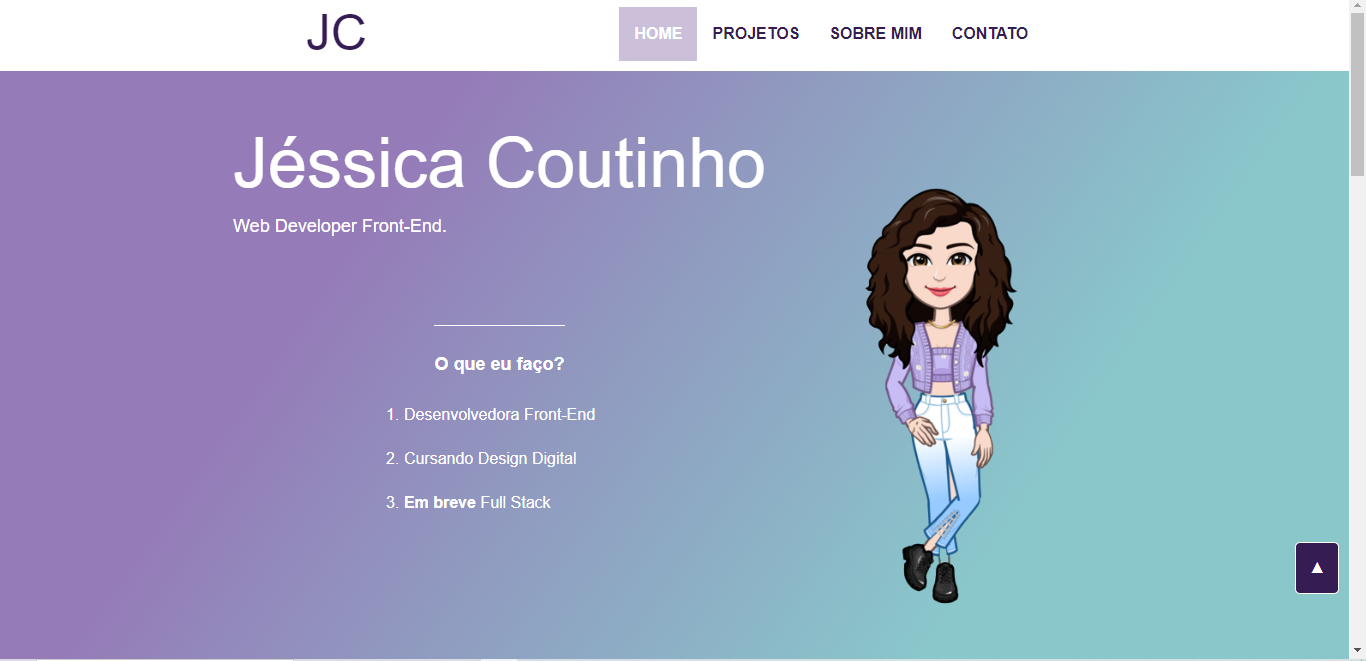 JC
HOME PROJETOS SOBRE MIM CONTATO
Jéssica Coutinho
Web Developer Front-End.
O que eu faço?
1. Desenvolvedora Front-End
2. Cursando Design Digital
3. Em breve Full Stack
▲